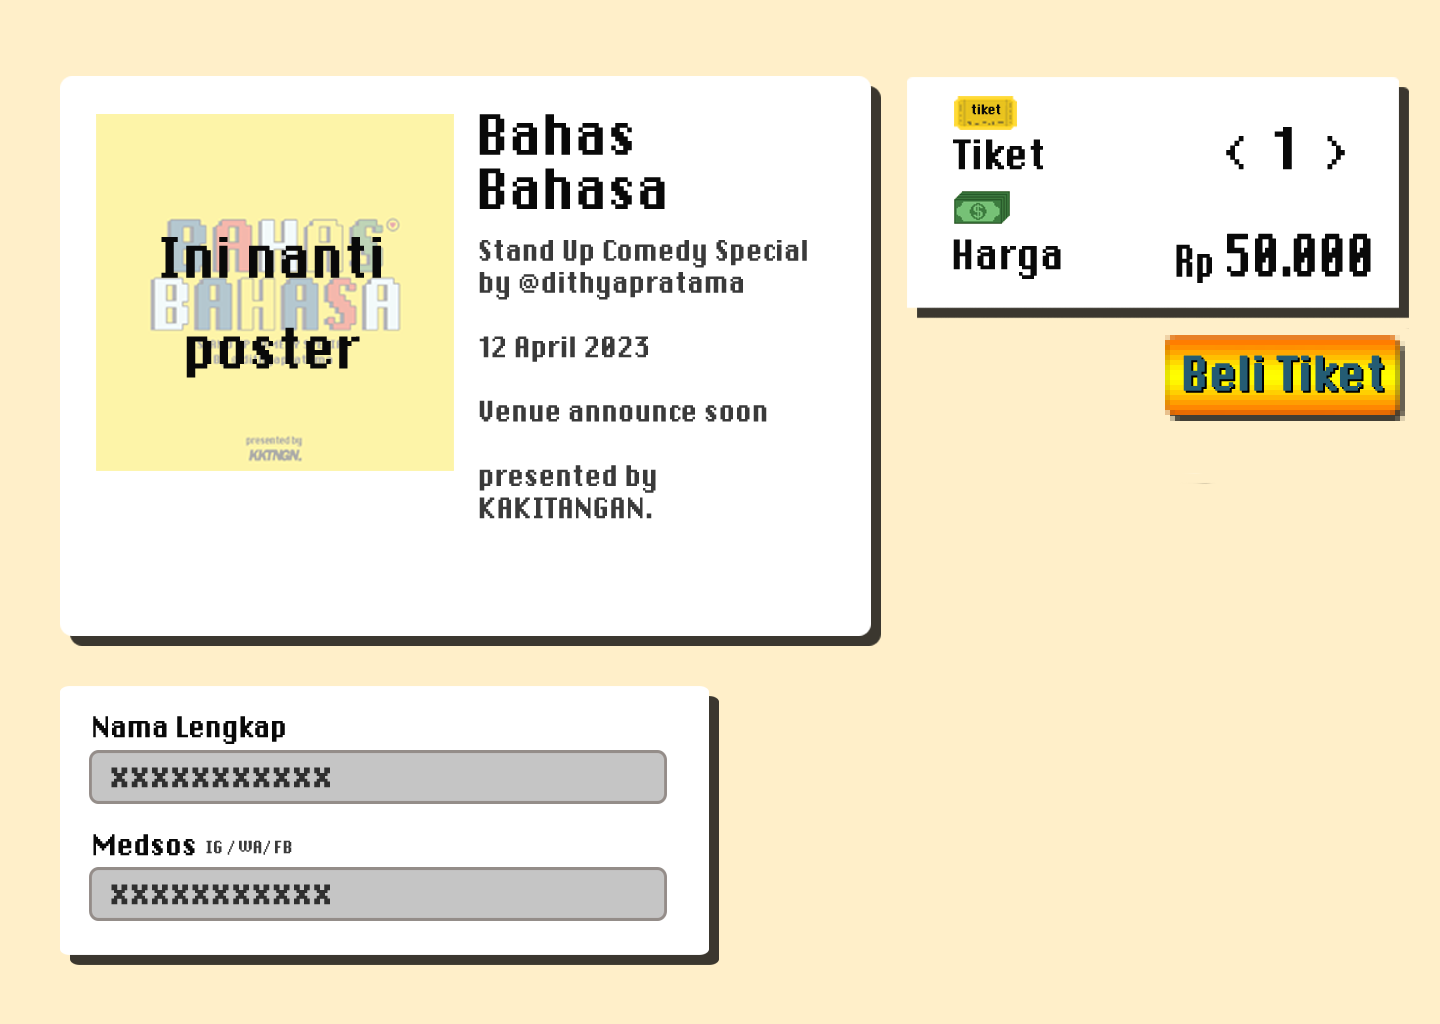 BAHAS
BAHASA
Ini nanti
poster
presented by
KKTNGN.
Bahas
Bahasa
Stand Up Comedy Special
by @dithyapratama
12 April 2023
Venue announce soon
presented by
KAKITANGAN.
tiket
Tiket
< 1 >
Harga
Rp 50.000
Beli Tiket
Nama Lengkap
XXXXXXXXXXX
Medsos IG / WA/ FB
XXXXXXXXXXX